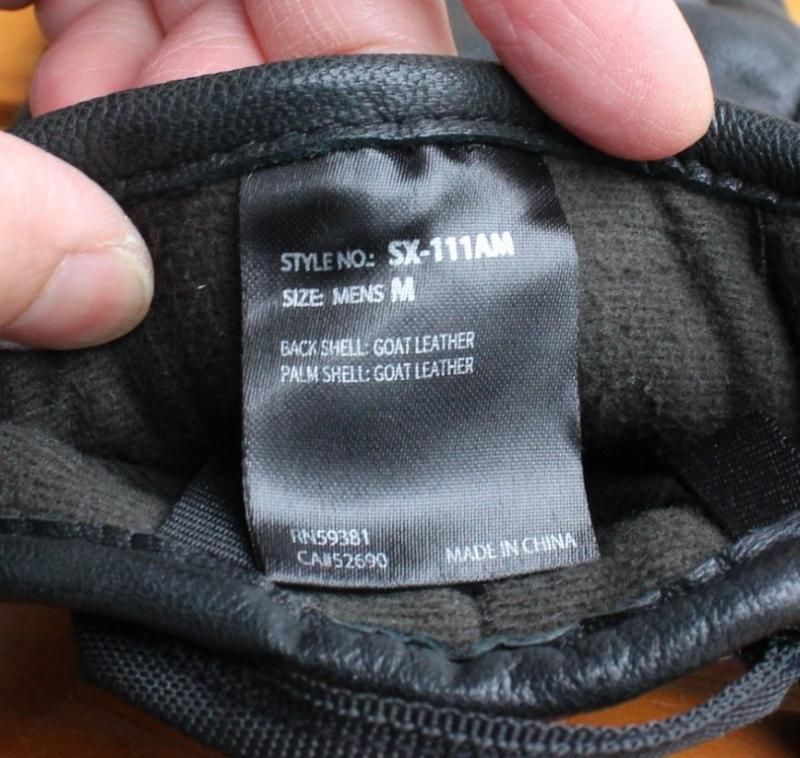 STYLE NO.: SX-111AM
SIZE: MENS M
BACK SHELL: GOAT LEATHER
PALM SHELL: GOAT LEATHER
RN59381
CA#52690 MADE IN CHINA